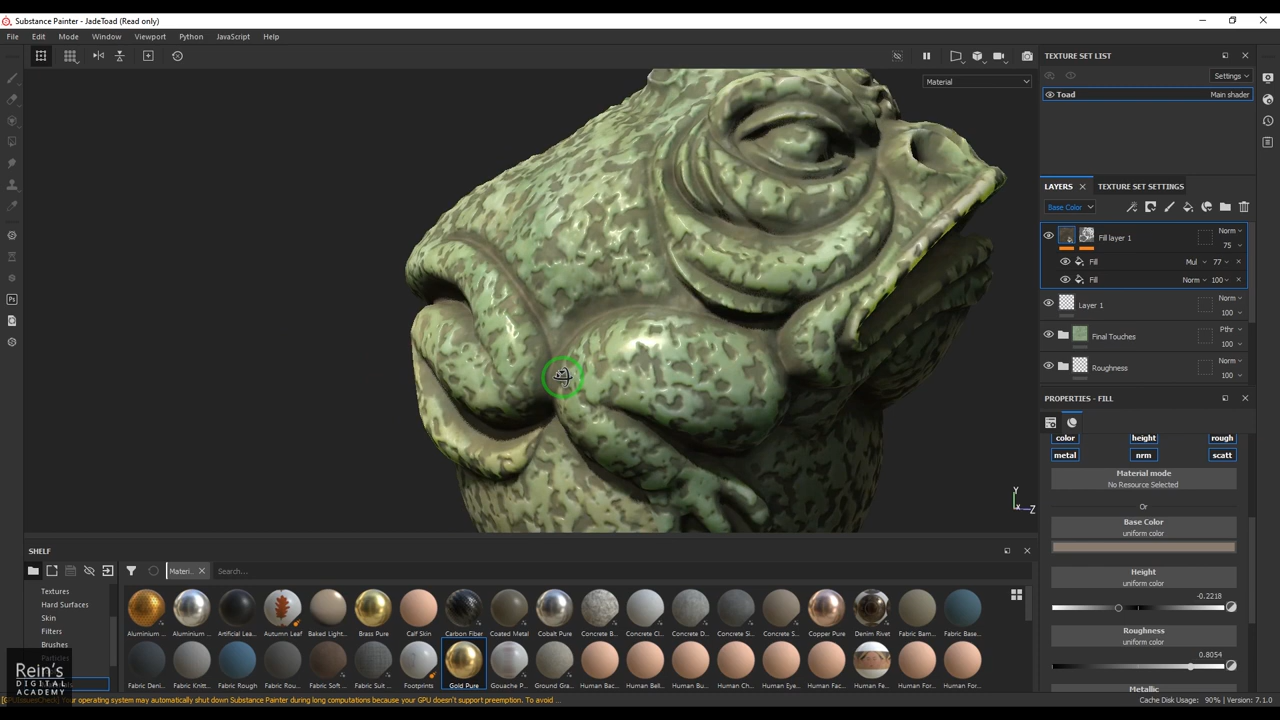 Substance Painter - JadeToad (Read only)
File Edit Mode Window Viewport Python JavaScript Help
Material
TEXTURE SET LIST
Settings
Toad Main shader
LAYERS TEXTURE SET SETTINGS
Base Color
Fill layer 1 Norm 75
Fill Mul 77
Fill Norm 100
Layer 1 Norm 100
Final Touches Pthr 100
Roughness Norm 100
PROPERTIES - FILL
color height rough
metal nrm scatt
Material mode
No Resource Selected
Or
Base Color
uniform color
Height
uniform color
-0.2218
Roughness
uniform color
0.8054
Metallic
Y
X Z
Ps
SHELF
Materi...
Search...
Textures
Hard Surfaces
Skin
Filters
Brushes
Aluminium ... Aluminium ... Artificial Lea... Autumn Leaf Baked Light... Brass Pure Calf Skin Carbon Fiber Coated Metal Cobalt Pure Concrete B... Concrete Cl... Concrete D... Concrete Si... Concrete S... Copper Pure Denim Rivet Fabric Bam... Fabric Base...
Fabric Deni... Fabric Knitt... Fabric Rough Fabric Rou... Fabric Soft ... Fabric Suit ... Footprints Gold Pure Gouache P... Ground Gra... Human Bac... Human Bell... Human Bu... Human Ch... Human Eye... Human Fac... Human Fe... Human For... Human For...
Rein's
DIGITAL
ACADEMY
Your operating system may automatically shut down Substance Painter during long computations because your GPU doesn't support preemption. To avoid ...
Cache Disk Usage: 90% | Version: 7.1.0